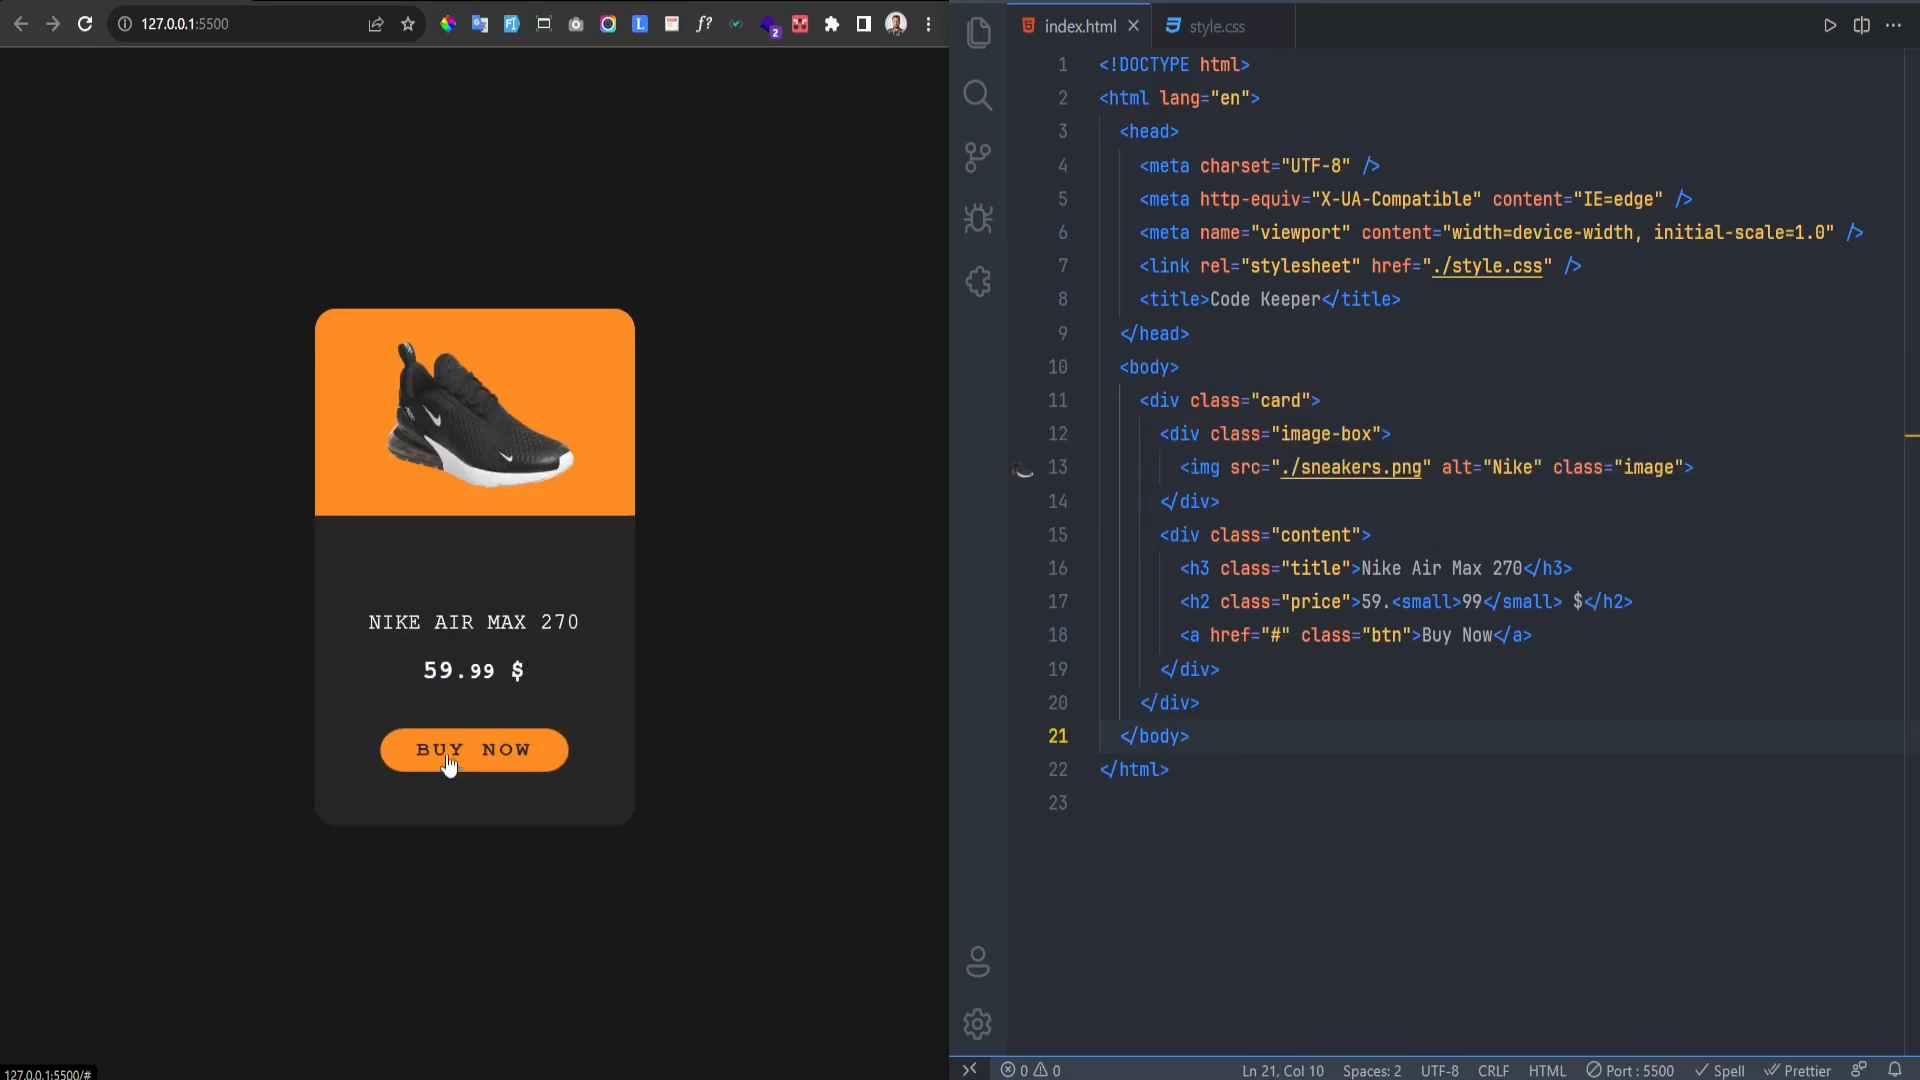 127.0.0.1:5500
2
NIKE AIR MAX 270
59.99 $
BUY NOW
127.0.0.1:5500/#
index.html
style.css
1 <!DOCTYPE html>
2 <html lang="en">
3 <head>
4 <meta charset="UTF-8" />
5 <meta http-equiv="X-UA-Compatible" content="IE=edge" />
6 <meta name="viewport" content="width=device-width, initial-scale=1.0" />
7 <link rel="stylesheet" href="./style.css" />
8 <title>Code Keeper</title>
9 </head>
10 <body>
11 <div class="card">
12 <div class="image-box">
13 <img src="./sneakers.png" alt="Nike" class="image">
14 </div>
15 <div class="content">
16 <h3 class="title">Nike Air Max 270</h3>
17 <h2 class="price">59.<small>99</small> $</h2>
18 <a href="#" class="btn">Buy Now</a>
19 </div>
20 </div>
21 </body>
22 </html>
23
0 0 Ln 21, Col 10 Spaces: 2 UTF-8 CRLF HTML Port : 5500 Spell Prettier